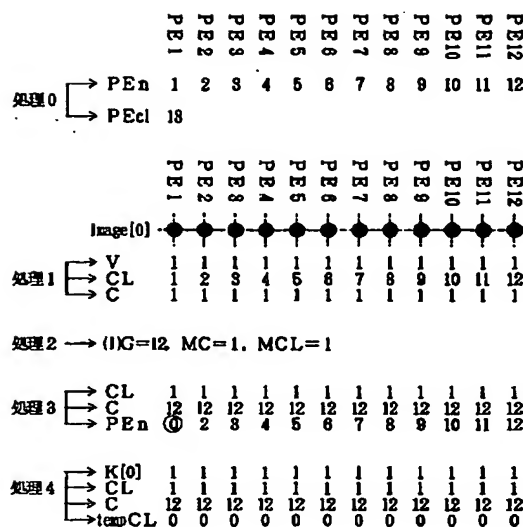 PE1 PE2 PE3 PE4 PE5 PE6 PE7 PE8 PE9 PE10 PE11 PE12
処理0 → PEn 1 2 3 4 5 6 7 8 9 10 11 12
→ PEcl 13
PE1 PE2 PE3 PE4 PE5 PE6 PE7 PE8 PE9 PE10 PE11 PE12
Image[0]
処理1 → V 1 1 1 1 1 1 1 1 1 1 1 1
→ CL 1 2 3 4 5 6 7 8 9 10 11 12
→ C 1 1 1 1 1 1 1 1 1 1 1 1
処理2 → (1)G=12, MC=1, MCL=1
処理3 → CL 1 1 1 1 1 1 1 1 1 1 1 1
→ C 12 12 12 12 12 12 12 12 12 12 12 12
→ PEn 0 2 3 4 5 6 7 8 9 10 11 12
処理4 → K[0] 1 1 1 1 1 1 1 1 1 1 1 1
→ CL 1 1 1 1 1 1 1 1 1 1 1 1
→ C 12 12 12 12 12 12 12 12 12 12 12 12
→ tempCL 0 0 0 0 0 0 0 0 0 0 0 0